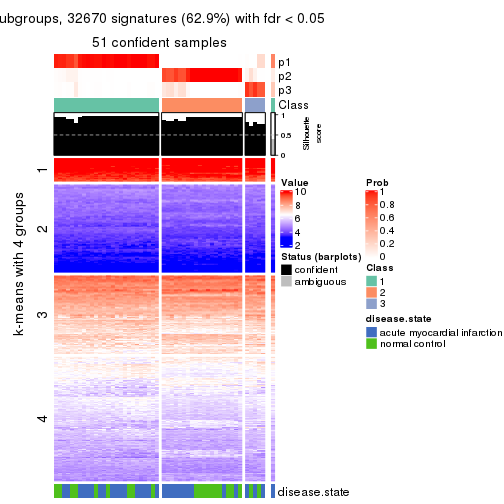 ubgroups, 32670 signatures (62.9%) with fdr < 0.05
51 confident samples
p1
p2
p3
Class
1
0.5
0
Silhouette
score
k-means with 4 groups
1
2
3
4
disease.state
Value
10
8
6
4
2
Status (barplots)
confident
ambiguous
Prob
1
0.8
0.6
0.4
0.2
0
Class
1
2
3
disease.state
acute myocardial infarction
normal control